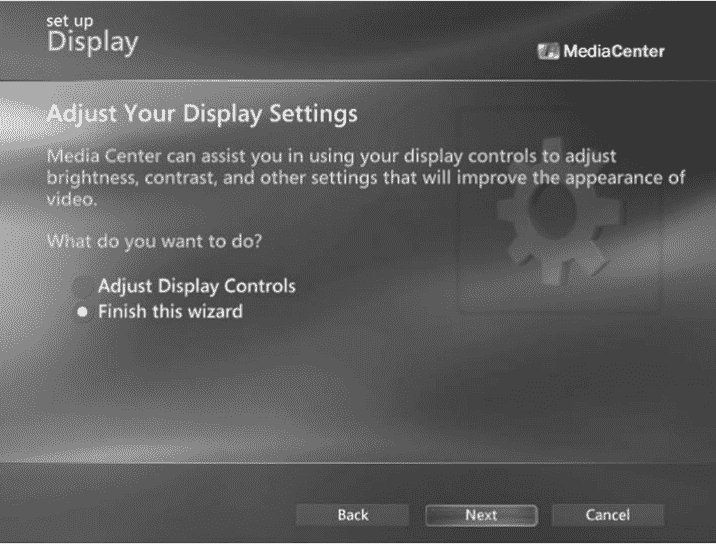 set up
Display
MediaCenter
Adjust Your Display Settings
Media Center can assist you in using your display controls to adjust
brightness, contrast, and other settings that will improve the appearance of
video.
What do you want to do?
Adjust Display Controls
Finish this wizard
Back
Next
Cancel